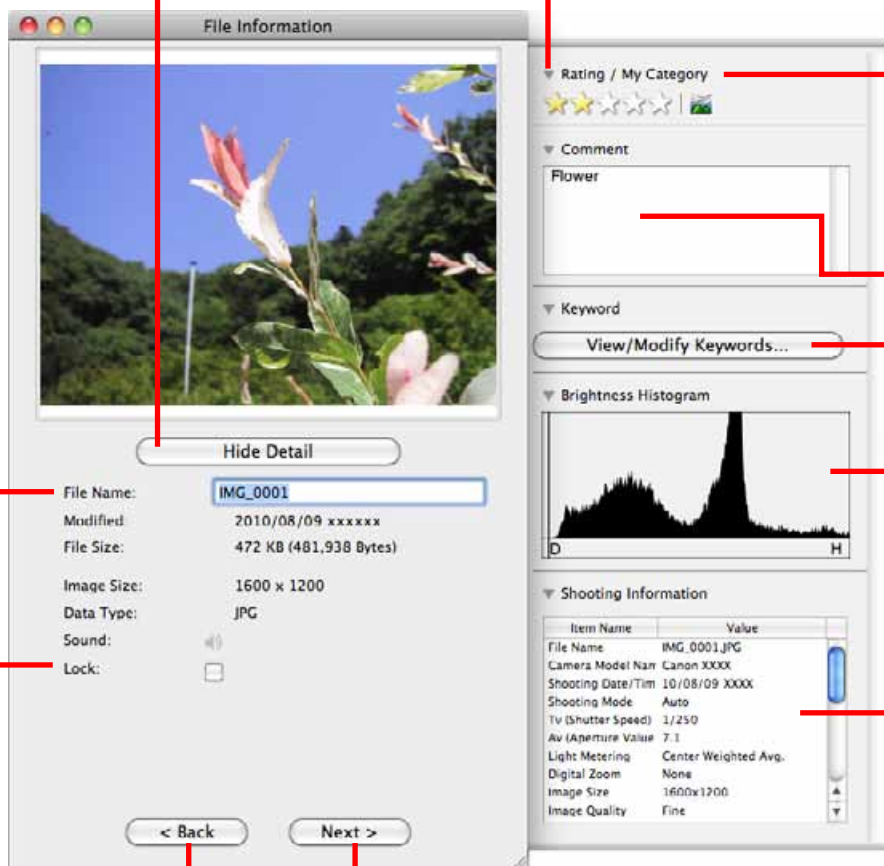 File Information
Hide Detail
File Name: IMG_0001
Modified: 2010/08/09 xxxxxx
File Size: 472 KB (481,938 Bytes)
Image Size: 1600 x 1200
Data Type: JPG
Sound:
Lock:
< Back Next >
Rating / My Category
Comment
Flower
Keyword
View/Modify Keywords...
Brightness Histogram
D H
Shooting Information
Item Name Value
File Name IMG_0001.JPG
Camera Model Nam Canon XXXX
Shooting Date/Tim 10/08/09 XXXX
Shooting Mode Auto
Tv (Shutter Speed) 1/250
Av (Aperture Value 7.1
Light Metering Center Weighted Avg.
Digital Zoom None
Image Size 1600x1200
Image Quality Fine